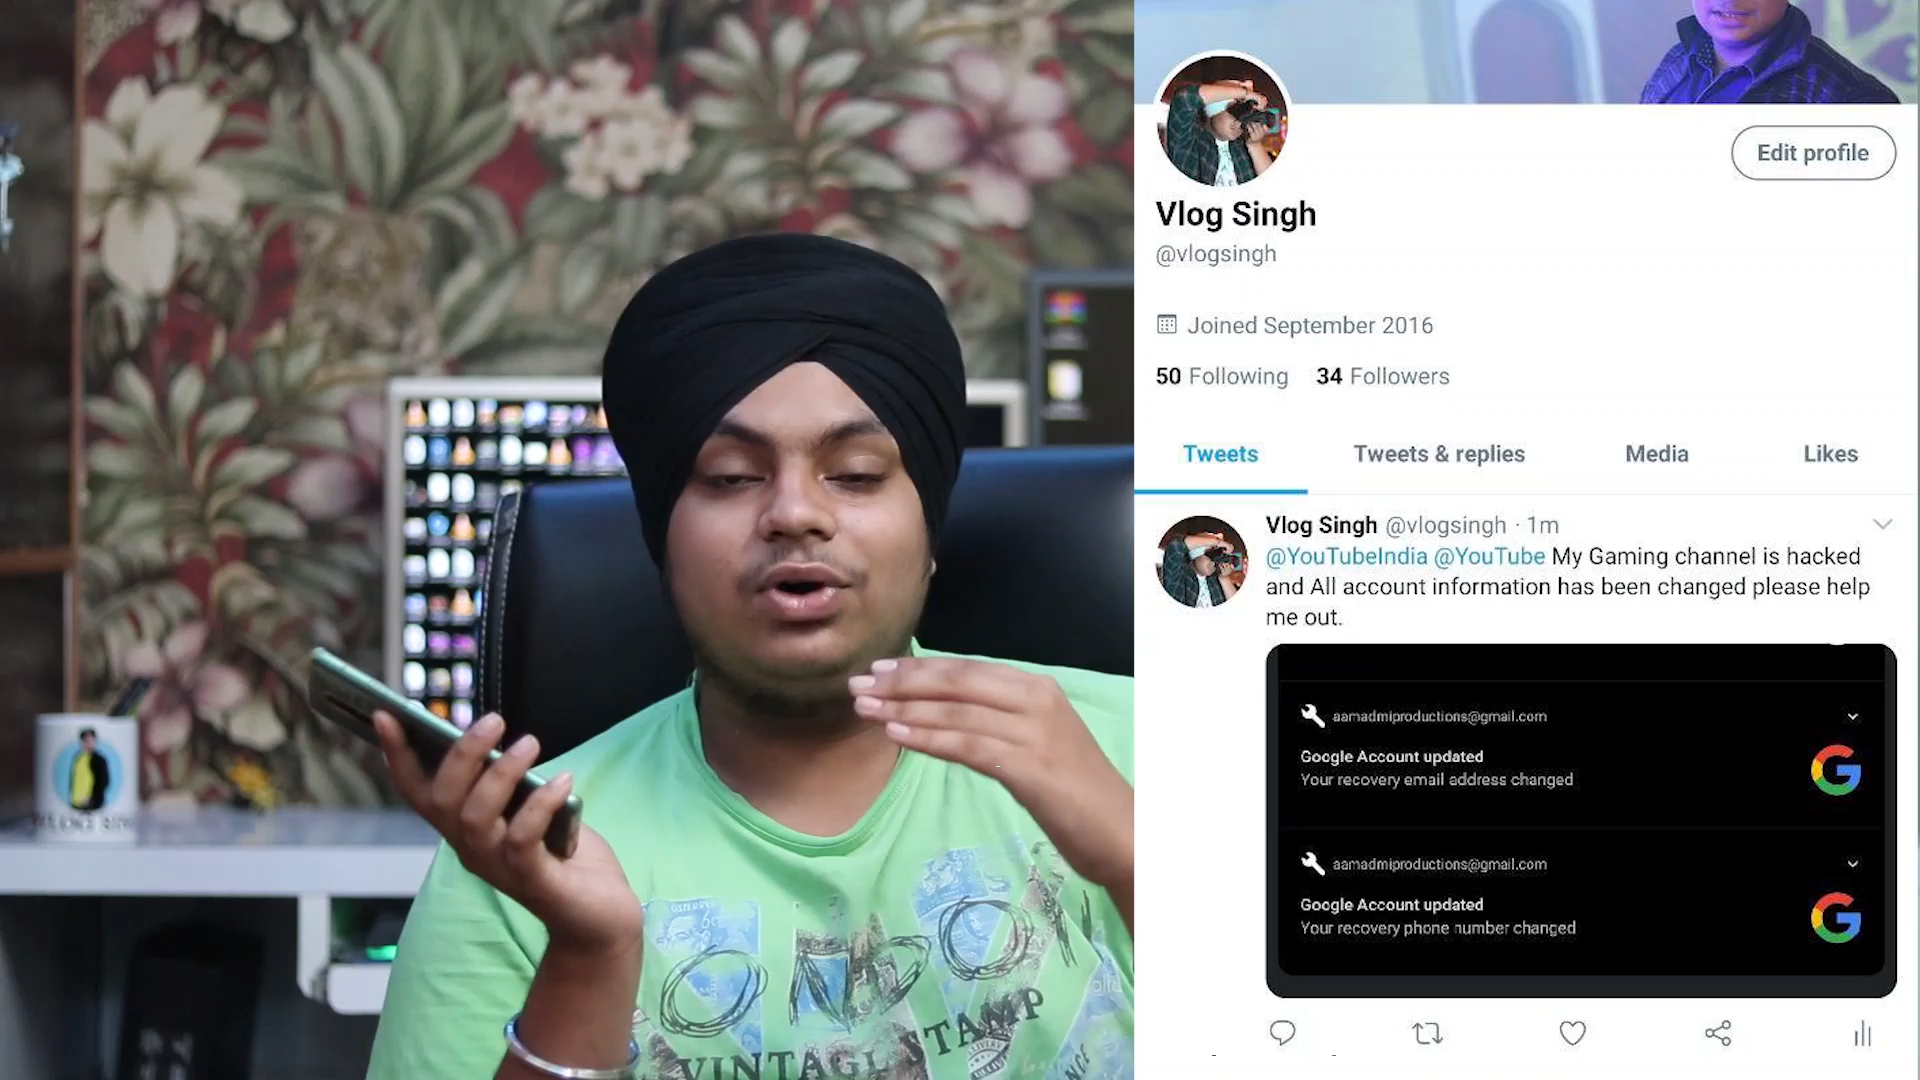 Edit profile
Vlog Singh
@vlogsingh
Joined September 2016
50 Following 34 Followers
Tweets Tweets & replies Media Likes
Vlog Singh @vlogsingh · 1m
@YouTubeIndia @YouTube My Gaming channel is hacked
and All account information has been changed please help
me out.
aamadmiproductions@gmail.com
Google Account updated
Your recovery email address changed
aamadmiproductions@gmail.com
Google Account updated
Your recovery phone number changed
LONDON
VINTAGE STAMP